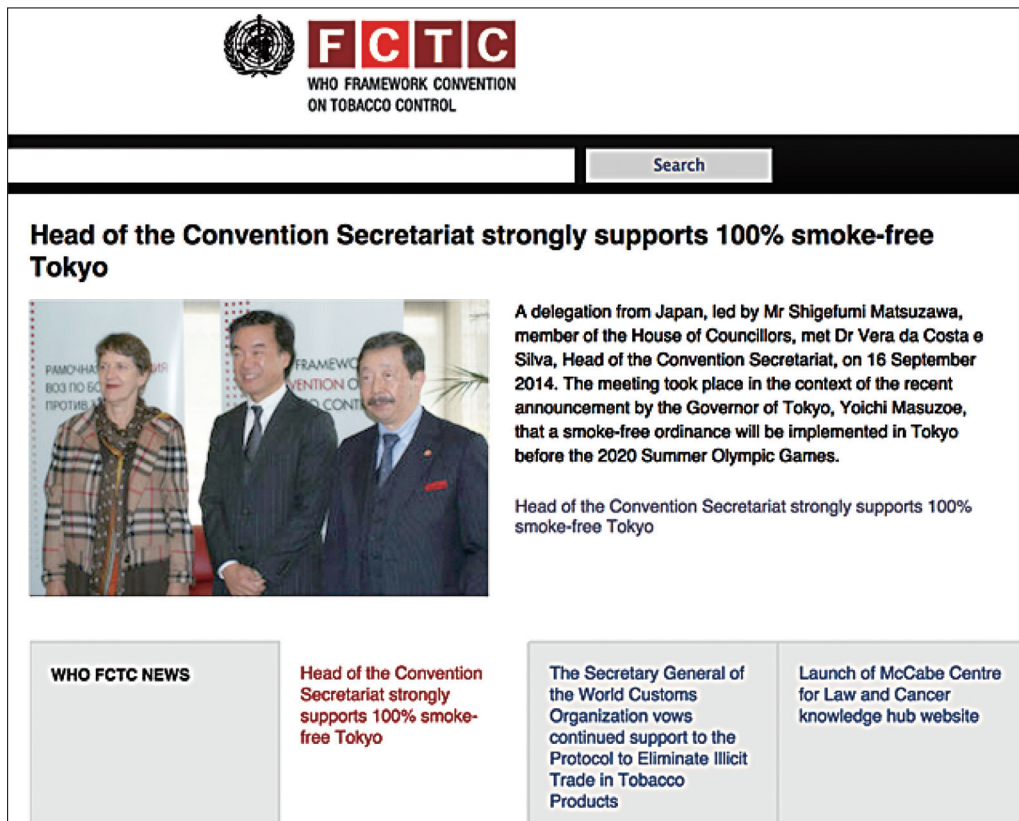 FCTC
WHO FRAMEWORK CONVENTION
ON TOBACCO CONTROL
Search
Head of the Convention Secretariat strongly supports 100% smoke-free
Tokyo
РАМОЧНАЯ
ВОЗ ПО
ПРОТИВ
FRAMEWO
VENTION O
CONT
A delegation from Japan, led by Mr Shigefumi Matsuzawa,
member of the House of Councillors, met Dr Vera da Costa e
Silva, Head of the Convention Secretariat, on 16 September
2014. The meeting took place in the context of the recent
announcement by the Governor of Tokyo, Yoichi Masuzoe,
that a smoke-free ordinance will be implemented in Tokyo
before the 2020 Summer Olympic Games.
Head of the Convention Secretariat strongly supports 100%
smoke-free Tokyo
WHO FCTC NEWS
Head of the Convention
Secretariat strongly
supports 100% smoke-
free Tokyo
The Secretary General of
the World Customs
Organization vows
continued support to the
Protocol to Eliminate Illicit
Trade in Tobacco
Products
Launch of McCabe Centre
for Law and Cancer
knowledge hub website